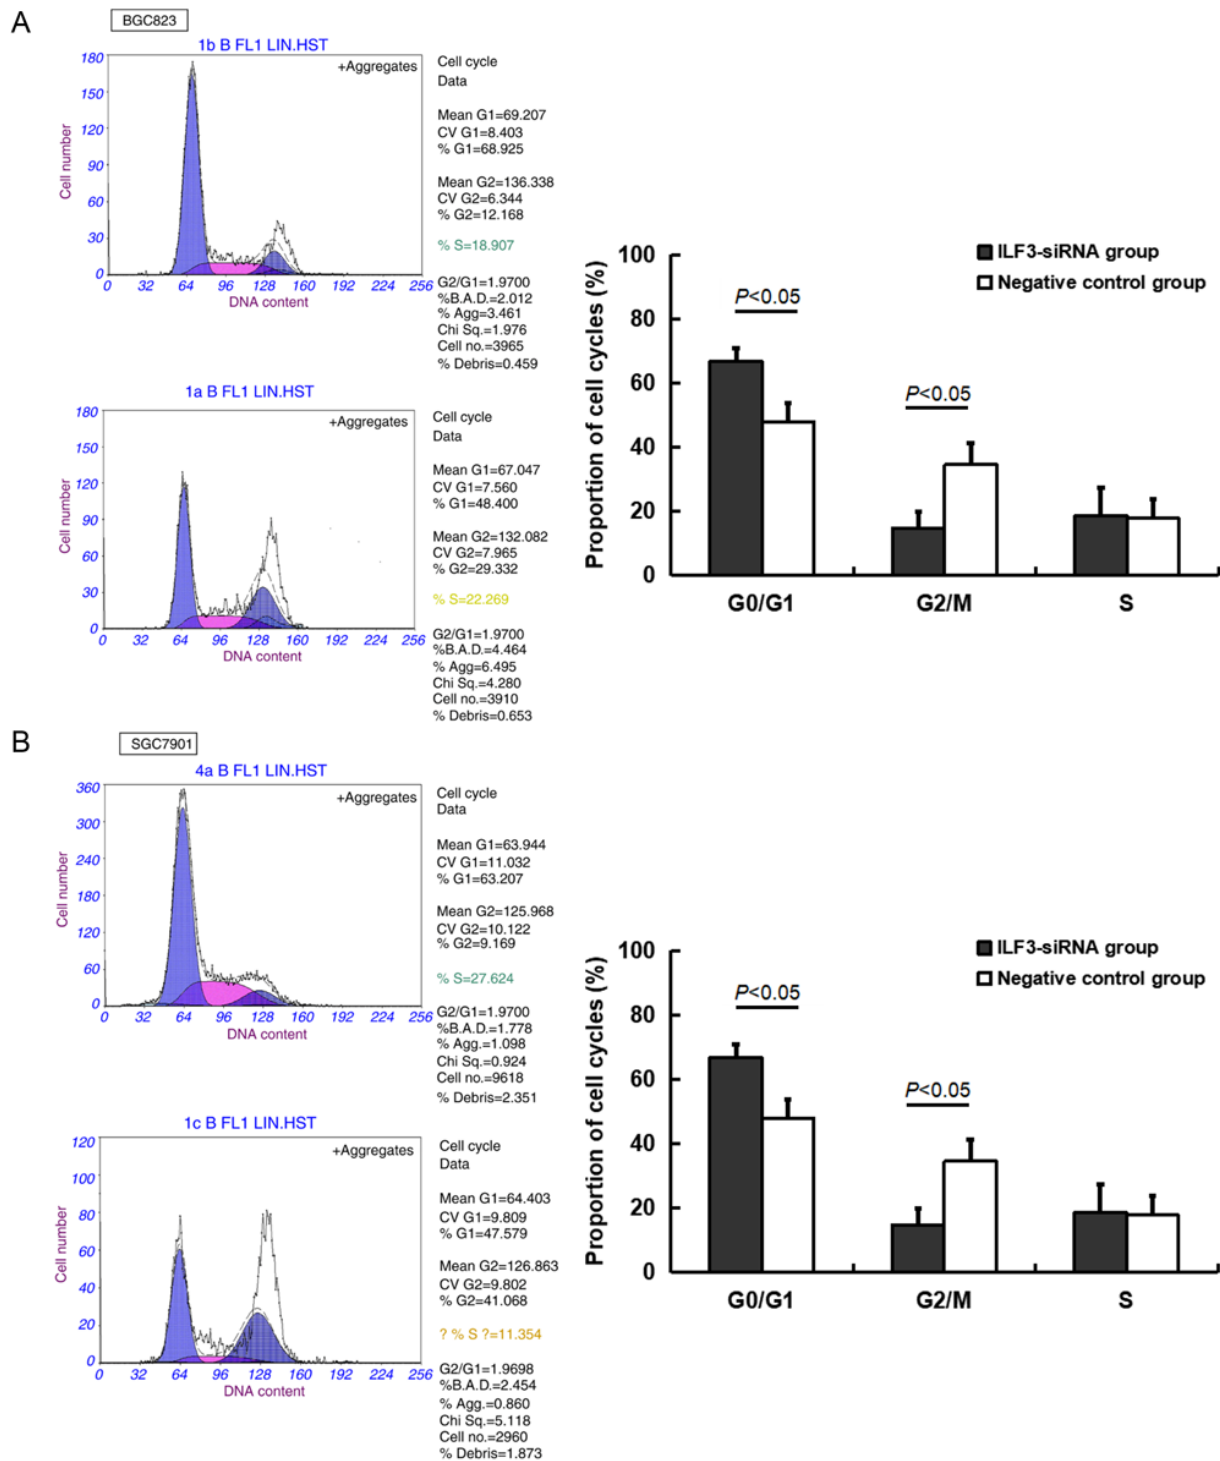 A
BGC823
1b B FL1 LIN.HST
180
150
120
90
60
30
0
Cell number
+Aggregates
0 32 64 96 128 160 192 224 256
DNA content
Cell cycle
Data
Mean G1=69.207
CV G1=8.403
% G1=68.925
Mean G2=136.338
CV G2=6.344
% G2=12.168
% S=18.907
G2/G1=1.9700
%B.A.D.=2.012
% Agg=3.461
Chi Sq.=1.976
Cell no.=3965
% Debris=0.459
1a B FL1 LIN.HST
180
150
120
90
60
30
0
Cell number
+Aggregates
0 32 64 96 128 160 192 224 256
DNA content
Cell cycle
Data
Mean G1=67.047
CV G1=7.560
% G1=48.400
Mean G2=132.082
CV G2=7.965
% G2=29.332
% S=22.269
G2/G1=1.9700
%B.A.D.=4.464
% Agg=6.495
Chi Sq.=4.280
Cell no.=3910
% Debris=0.653
Proportion of cell cycles (%)
100
80
60
40
20
0
ILF3-siRNA group
Negative control group
P<0.05
P<0.05
G0/G1 G2/M S
B
SGC7901
4a B FL1 LIN.HST
360
300
240
180
120
60
0
Cell number
+Aggregates
0 32 64 96 128 160 192 224 256
DNA content
Cell cycle
Data
Mean G1=63.944
CV G1=11.032
% G1=63.207
Mean G2=125.968
CV G2=10.122
% G2=9.169
% S=27.624
G2/G1=1.9700
%B.A.D.=1.778
% Agg.=1.098
Chi Sq.=0.924
Cell no.=9618
% Debris=2.351
1c B FL1 LIN.HST
120
100
80
60
40
20
0
Cell number
+Aggregates
0 32 64 96 128 160 192 224 256
DNA content
Cell cycle
Data
Mean G1=64.403
CV G1=9.809
% G1=47.579
Mean G2=126.863
CV G2=9.802
% G2=41.068
? % S ?=11.354
G2/G1=1.9698
%B.A.D.=2.454
% Agg.=0.860
Chi Sq.=5.118
Cell no.=2960
% Debris=1.873
Proportion of cell cycles (%)
100
80
60
40
20
0
ILF3-siRNA group
Negative control group
P<0.05
P<0.05
G0/G1 G2/M S